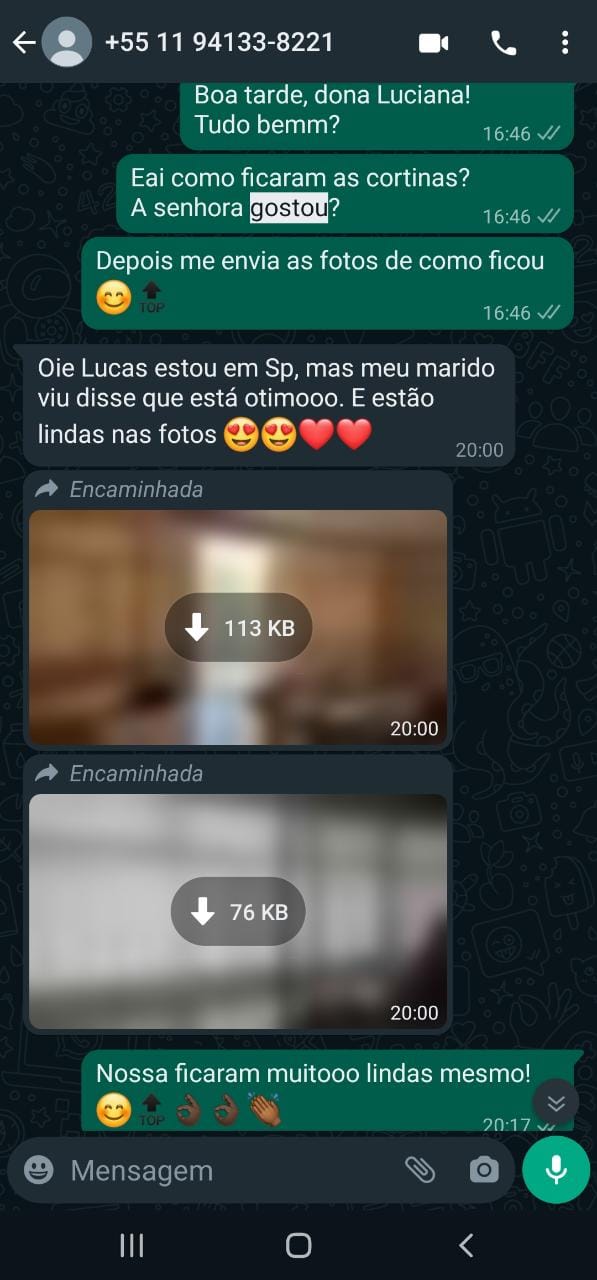 +55 11 94133-8221
Boa tarde, dona Luciana!
Tudo bemm?
16:46
Eai como ficaram as cortinas?
A senhora gostou?
16:46
Depois me envia as fotos de como ficou
😊 🔝
16:46
Oie Lucas estou em Sp, mas meu marido
viu disse que está otimooo. E estão
lindas nas fotos 😍😍❤️❤️
20:00
Encaminhada
113 KB
20:00
Encaminhada
76 KB
20:00
Nossa ficaram muitooo lindas mesmo!
😊 🔝 👌🏿 👌🏿 👏🏾
20:17
Mensagem